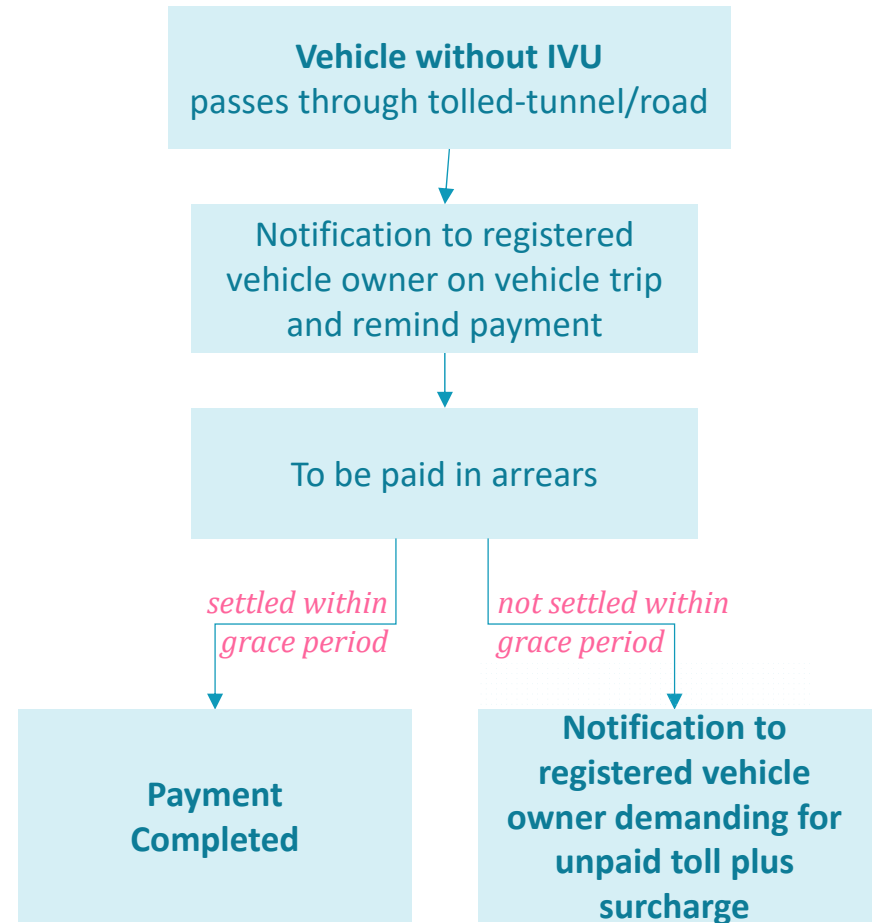 Vehicle without IVU
passes through tolled-tunnel/road
Notification to registered
vehicle owner on vehicle trip
and remind payment
To be paid in arrears
settled within
grace period
not settled within
grace period
Payment
Completed
Notification to
registered vehicle
owner demanding for
unpaid toll plus
surcharge